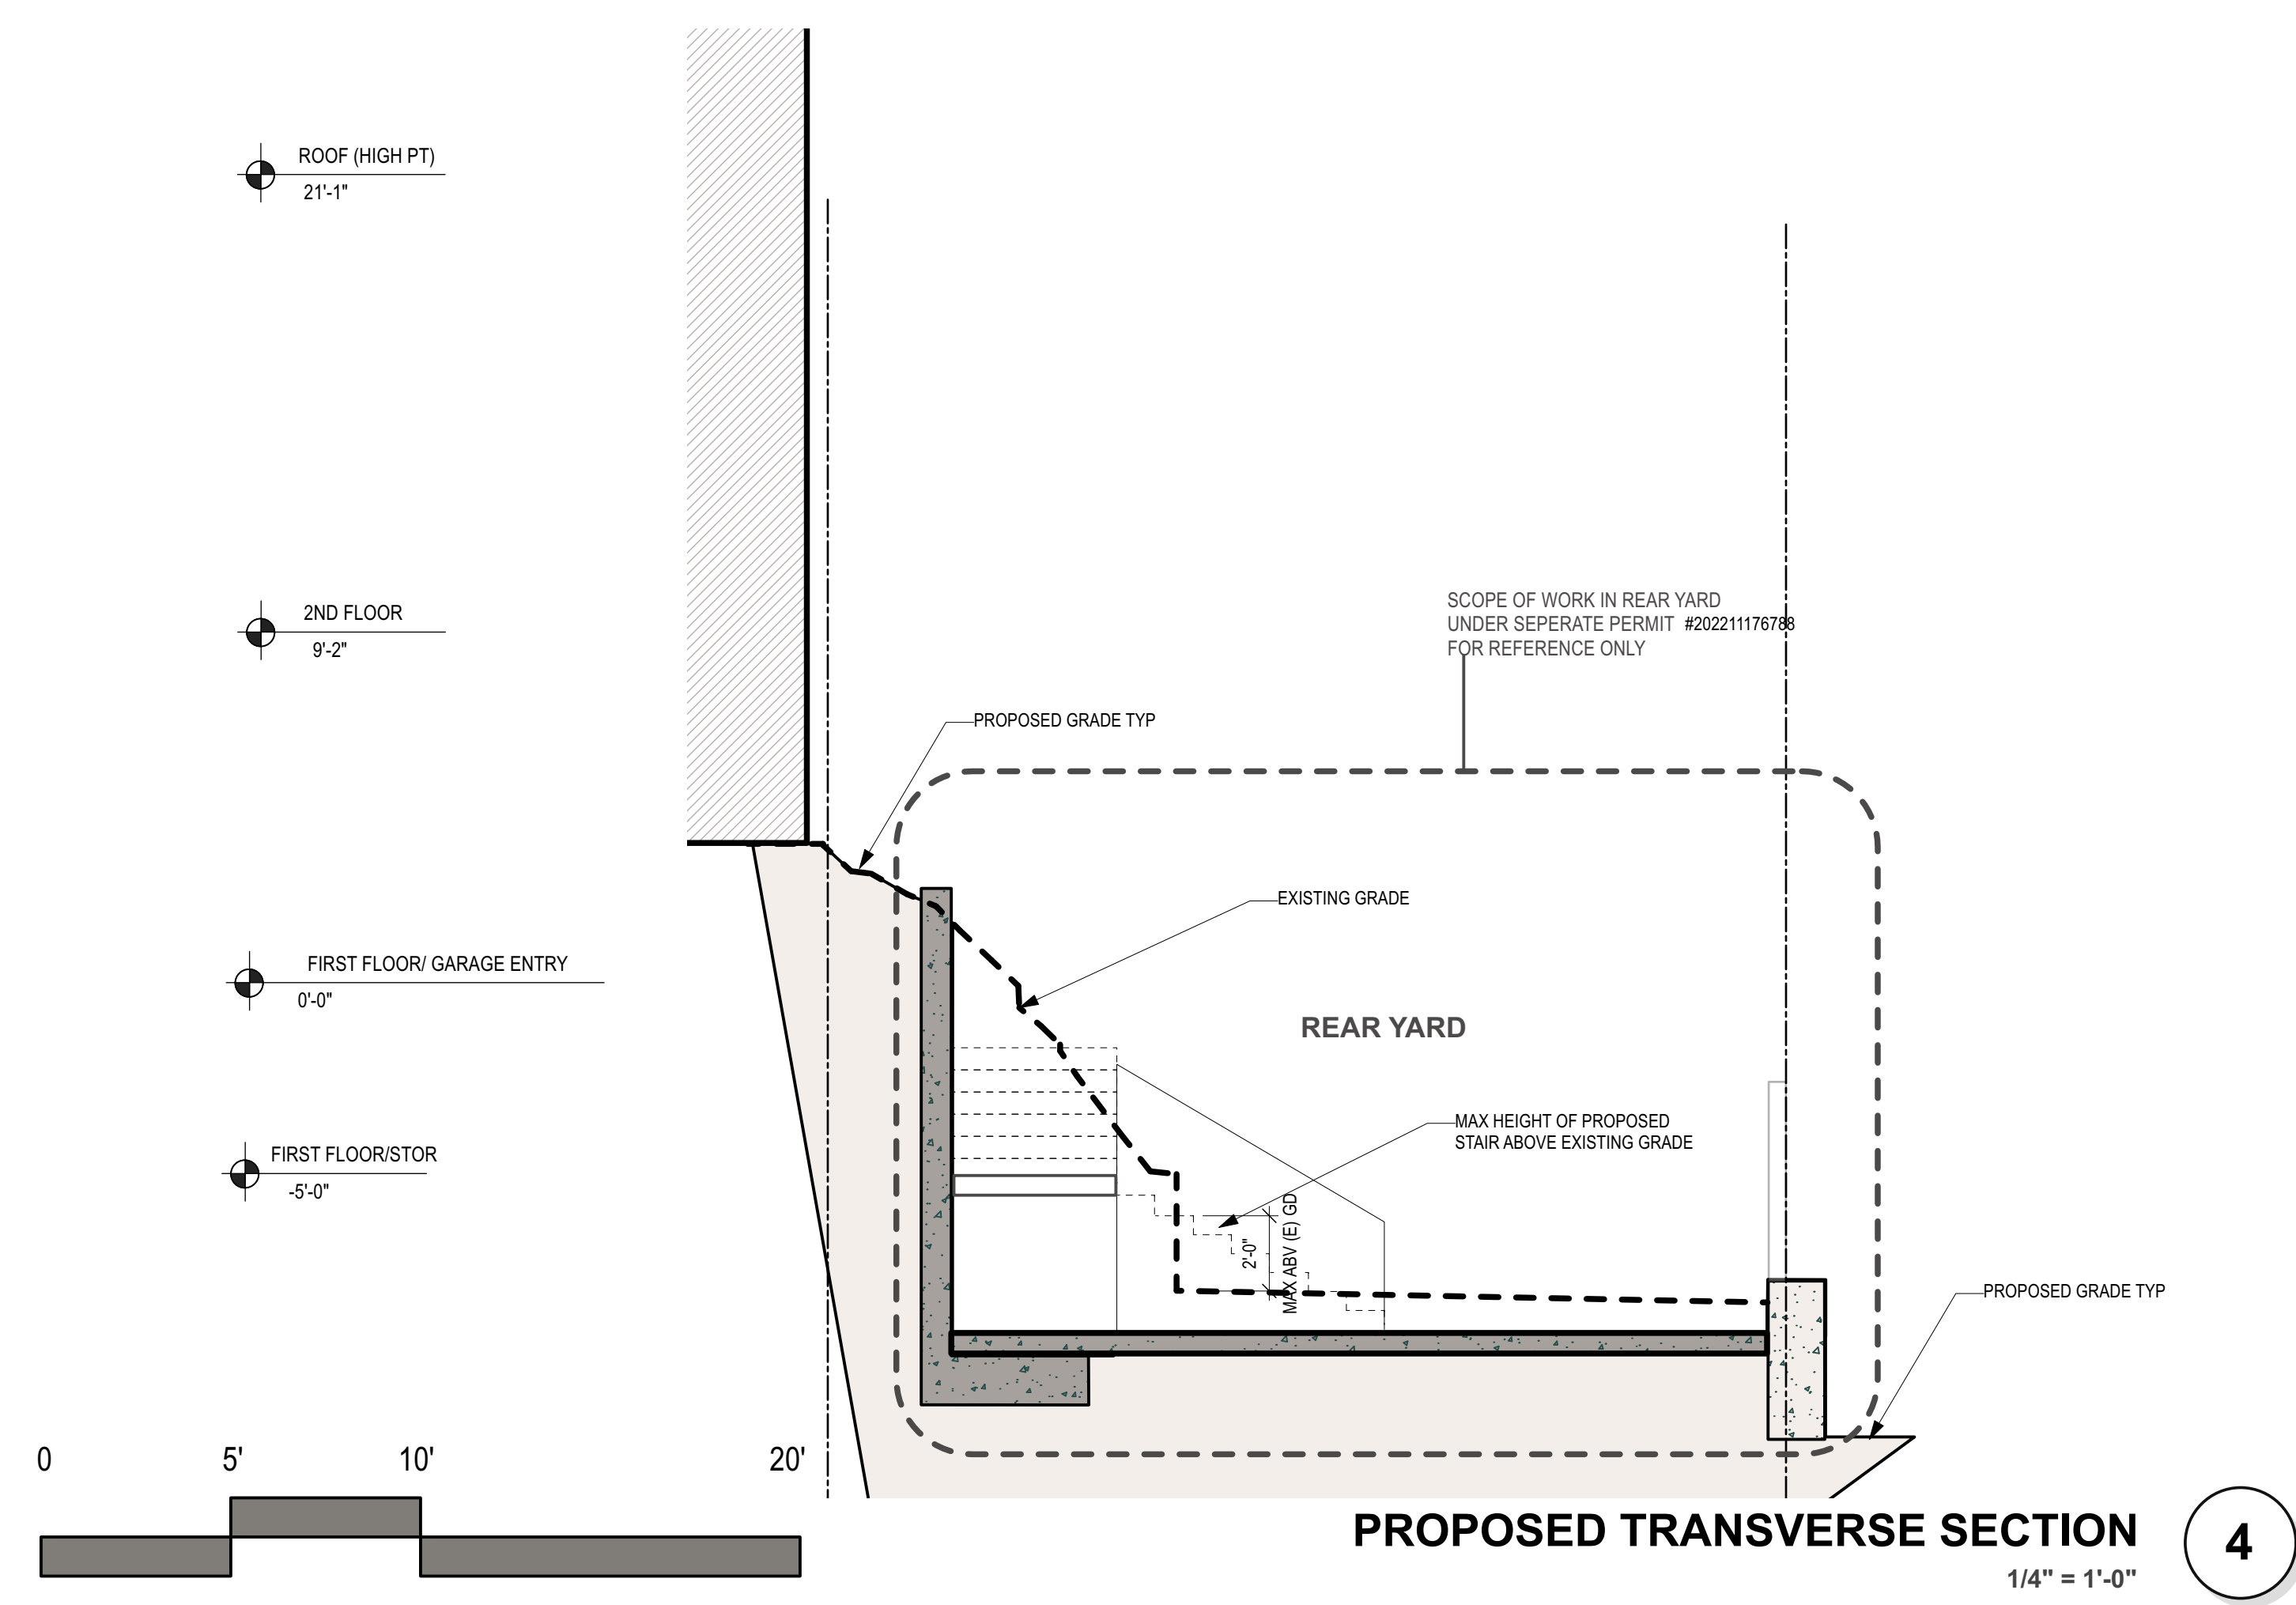 ROOF (HIGH PT)
21'-1"
2ND FLOOR
9'-2"
SCOPE OF WORK IN REAR YARD
UNDER SEPERATE PERMIT #202211176788
FOR REFERENCE ONLY
PROPOSED GRADE TYP
EXISTING GRADE
FIRST FLOOR/ GARAGE ENTRY
0'-0"
REAR YARD
MAX HEIGHT OF PROPOSED
STAIR ABOVE EXISTING GRADE
FIRST FLOOR/STOR
-5'-0"
2'-0"
MAX ABV (E) GD
PROPOSED GRADE TYP
0 5' 10' 20'
PROPOSED TRANSVERSE SECTION
1/4" = 1'-0"
4